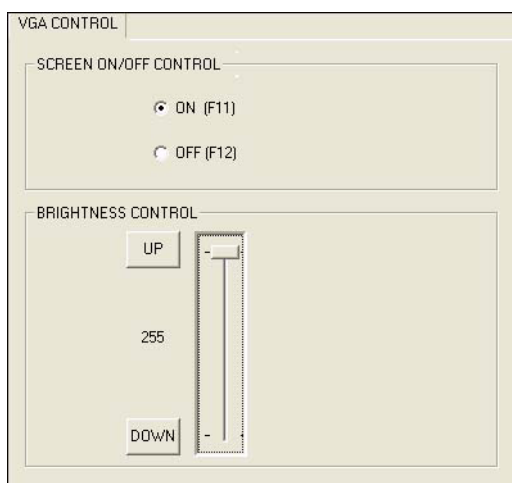 VGA CONTROL
SCREEN ON/OFF CONTROL
ON (F11)
OFF (F12)
BRIGHTNESS CONTROL
UP
255
DOWN